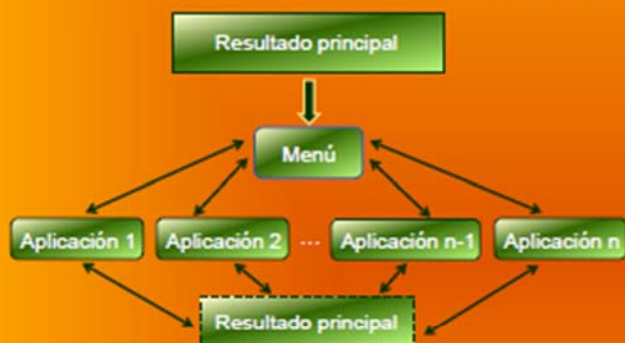 Resultado principal
Menú
Aplicación 1
Aplicación 2
...
Aplicación n-1
Aplicación n
Resultado principal